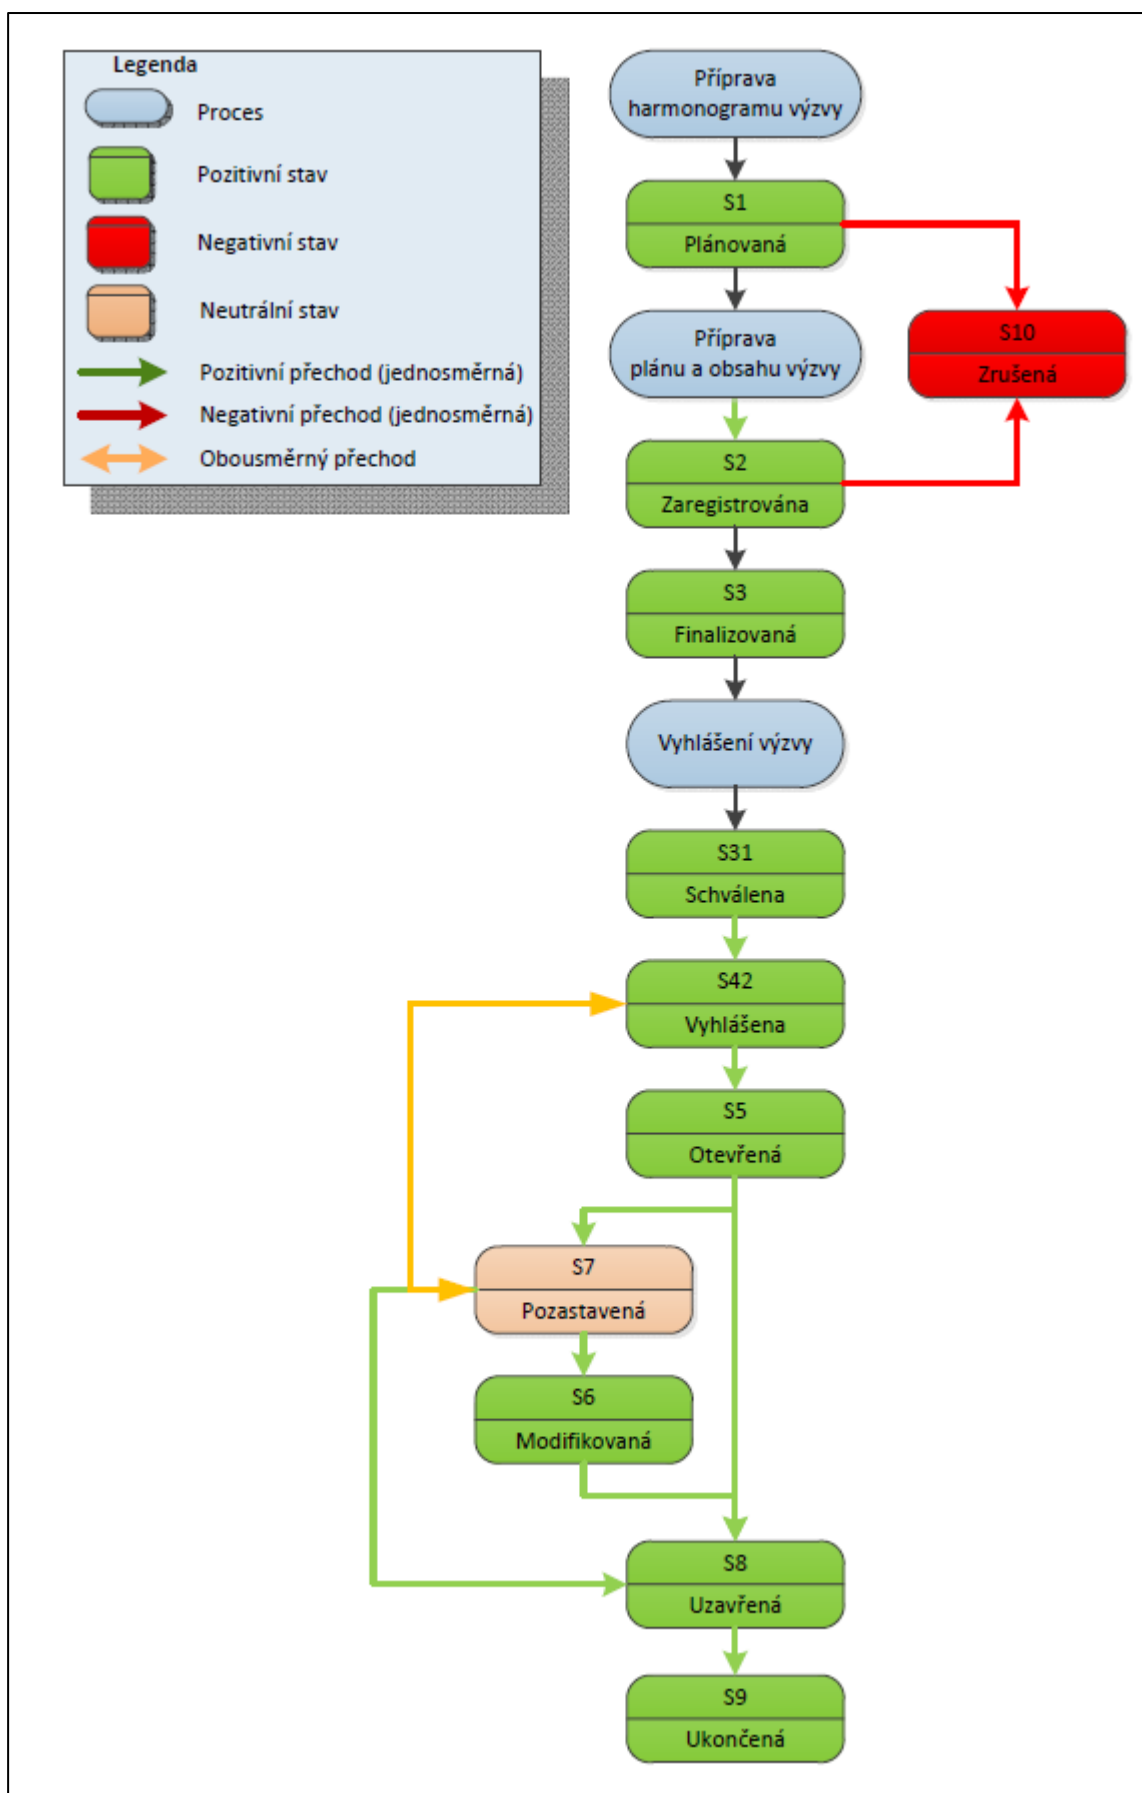 Legenda
Proces
Pozitivní stav
Negativní stav
Neutrální stav
Pozitivní přechod (jednosměrná)
Negativní přechod (jednosměrná)
Obousměrný přechod
Příprava
harmonogramu výzvy
S1
Plánovaná
Příprava
plánu a obsahu výzvy
S10
Zrušená
S2
Zaregistrována
S3
Finalizovaná
Vyhlášení výzvy
S31
Schválena
S42
Vyhlášena
S5
Otevřená
S7
Pozastavená
S6
Modifikovaná
S8
Uzavřená
S9
Ukončená